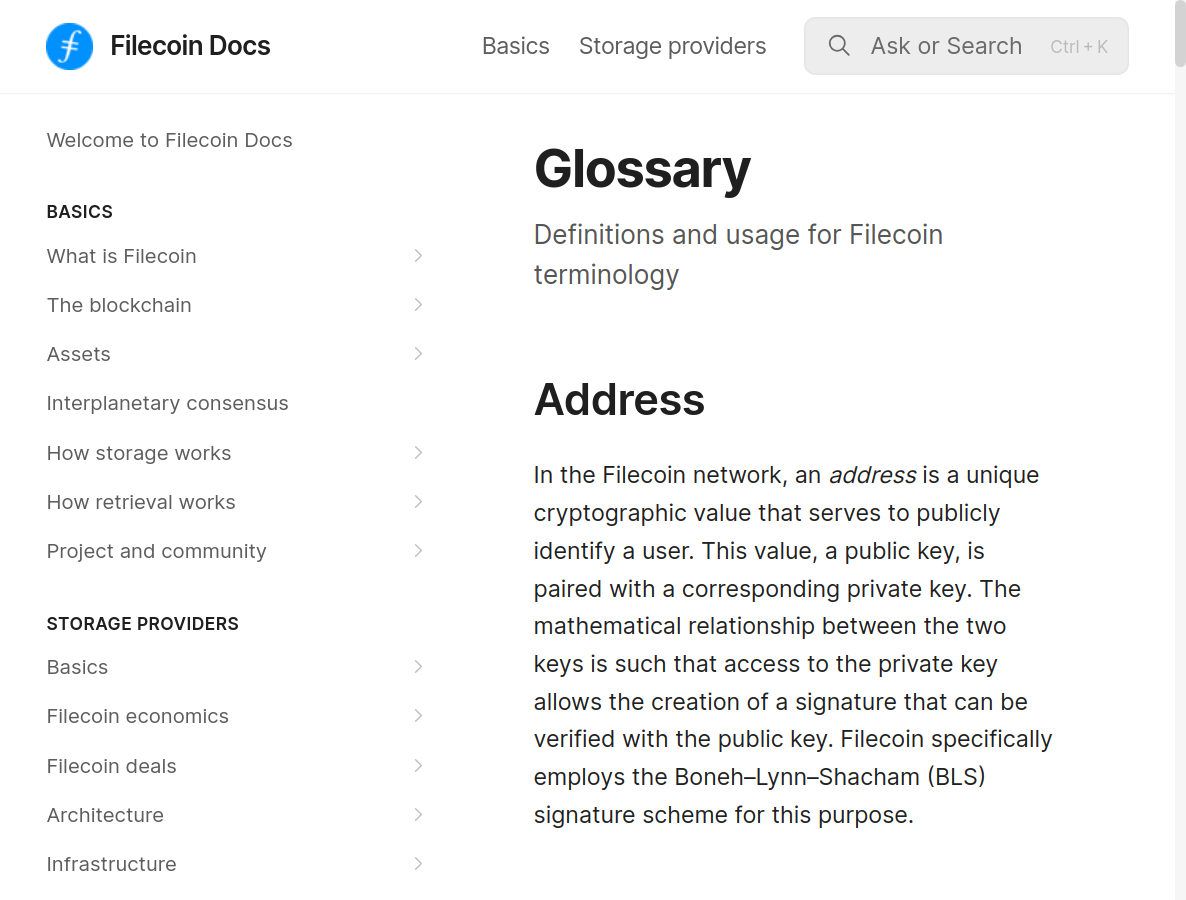 Filecoin Docs
Basics
Storage providers
Ask or Search
Ctrl + K
Welcome to Filecoin Docs
BASICS
What is Filecoin
The blockchain
Assets
Interplanetary consensus
How storage works
How retrieval works
Project and community
STORAGE PROVIDERS
Basics
Filecoin economics
Filecoin deals
Architecture
Infrastructure
Glossary
Definitions and usage for Filecoin
terminology
Address
In the Filecoin network, an address is a unique
cryptographic value that serves to publicly
identify a user. This value, a public key, is
paired with a corresponding private key. The
mathematical relationship between the two
keys is such that access to the private key
allows the creation of a signature that can be
verified with the public key. Filecoin specifically
employs the Boneh–Lynn–Shacham (BLS)
signature scheme for this purpose.